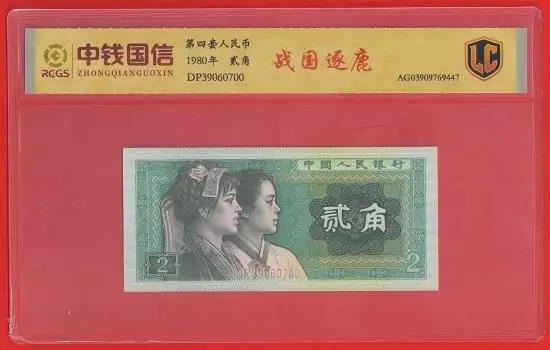 RCGS
中钱国信
ZHONGQIANGUOXIN
第四套人民币
1980年 贰角
DP39060700
战国逐鹿
LC
AG03909769447
中國人民银行
贰角
2
2
DP39060700